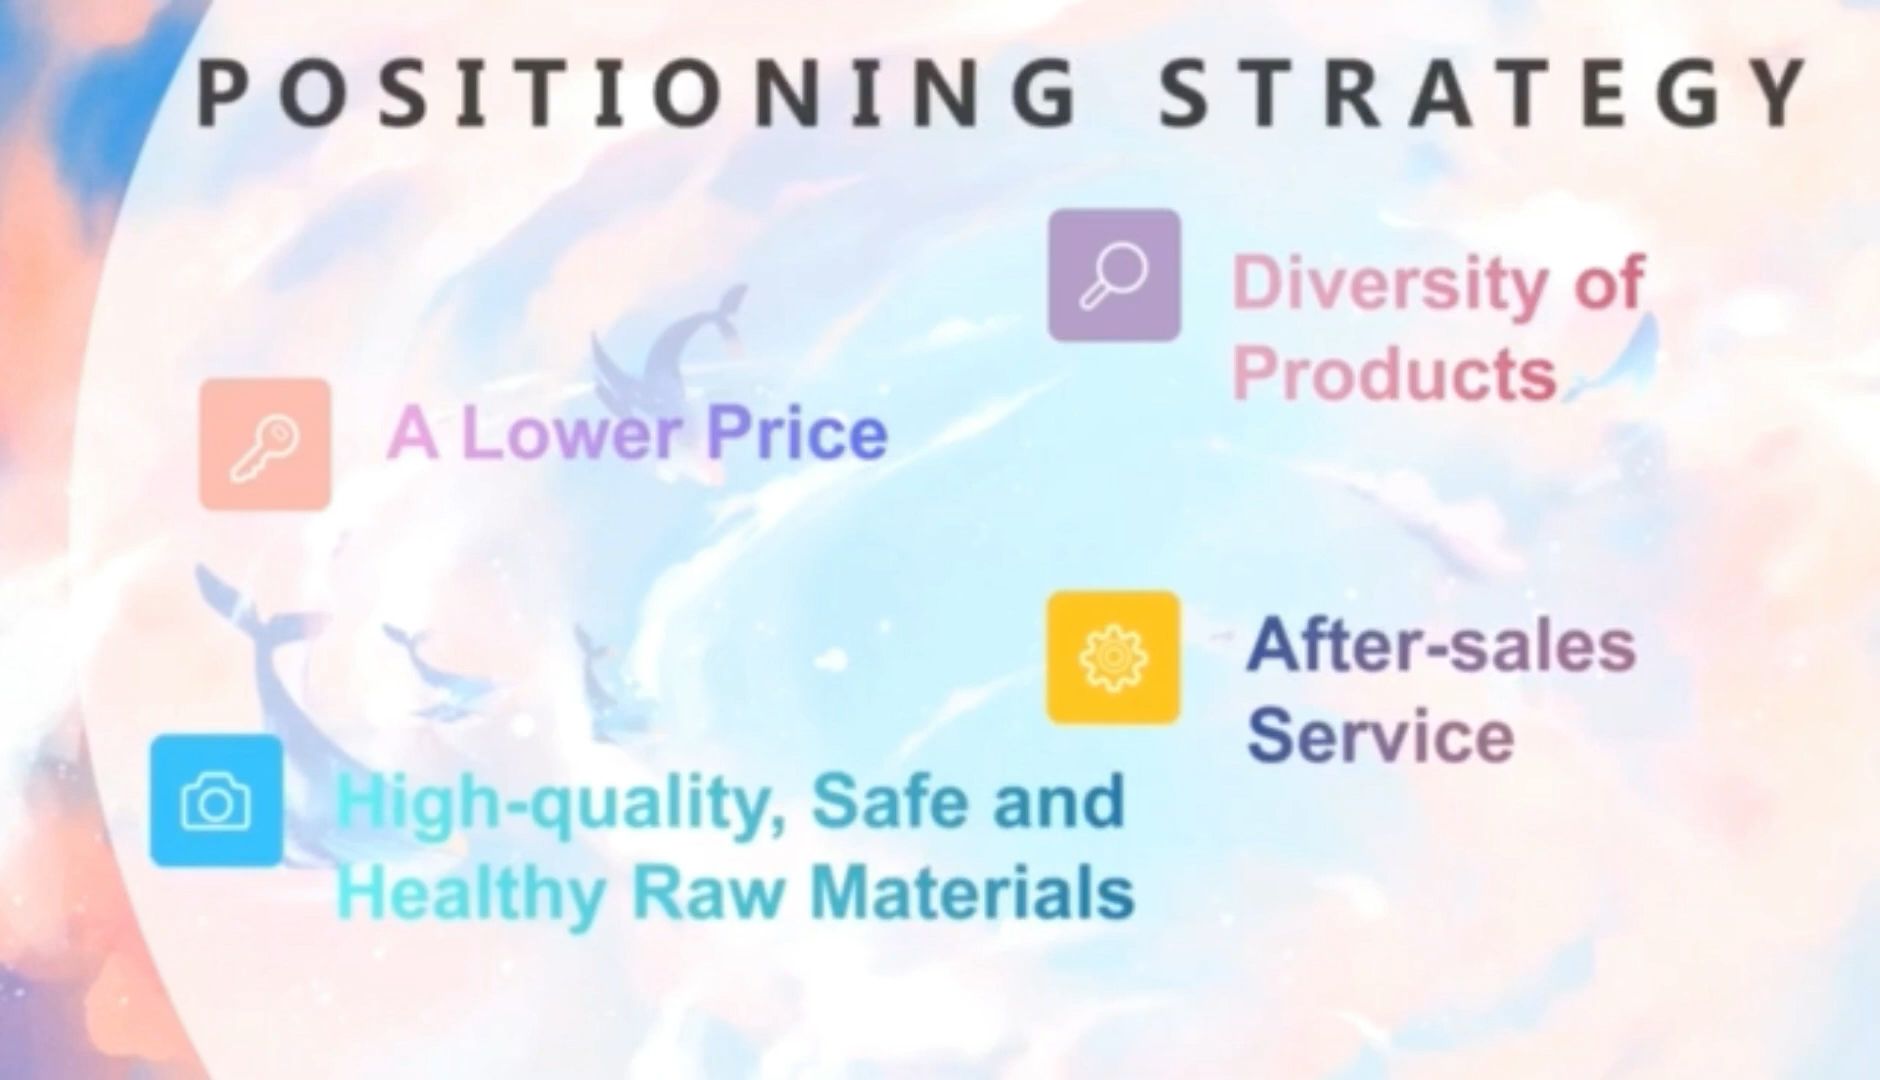 POSITIONING STRATEGY
A Lower Price
High-quality, Safe and
Healthy Raw Materials
Diversity of
Products
After-sales
Service